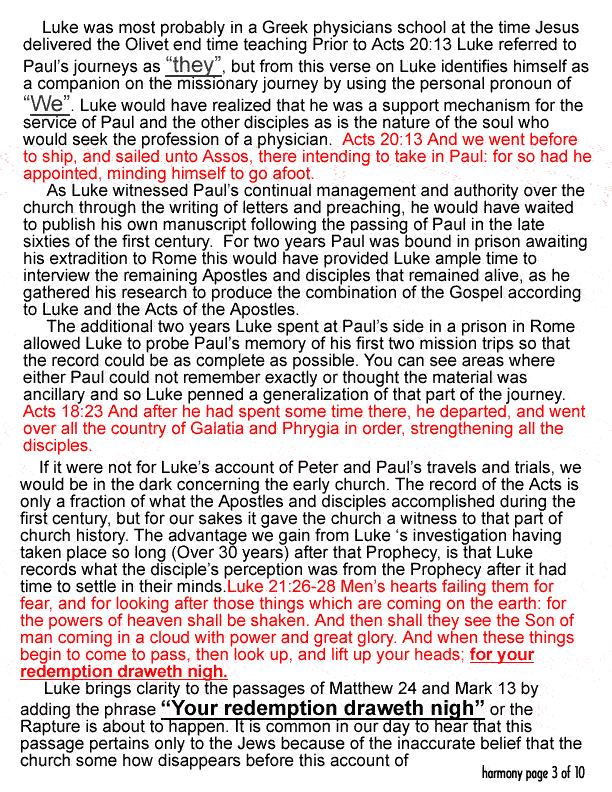 Luke was most probably in a Greek physicians school at the time Jesus
delivered the Olivet end time teaching Prior to Acts 20:13 Luke referred to
Paul's journeys as “they”, but from this verse on Luke identifies himself as
a companion on the missionary journey by using the personal pronoun of
“We”. Luke would have realized that he was a support mechanism for the
service of Paul and the other disciples as is the nature of the soul who
would seek the profession of a physician. Acts 20:13 And we went before
to ship, and sailed unto Assos, there intending to take in Paul: for so had he
appointed, minding himself to go afoot.
As Luke witnessed Paul's continual management and authority over the
church through the writing of letters and preaching, he would have waited
to publish his own manuscript following the passing of Paul in the late
sixties of the first century. For two years Paul was bound in prison awaiting
his extradition to Rome this would have provided Luke ample time to
interview the remaining Apostles and disciples that remained alive, as he
gathered his research to produce the combination of the Gospel according
to Luke and the Acts of the Apostles.
The additional two years Luke spent at Paul's side in a prison in Rome
allowed Luke to probe Paul's memory of his first two mission trips so that
the record could be as complete as possible. You can see areas where
either Paul could not remember exactly or thought the material was
ancillary and so Luke penned a generalization of that part of the journey.
Acts 18:23 And after he had spent some time there, he departed, and went
over all the country of Galatia and Phrygia in order, strengthening all the
disciples.
If it were not for Luke's account of Peter and Paul's travels and trials, we
would be in the dark concerning the early church. The record of the Acts is
only a fraction of what the Apostles and disciples accomplished during the
first century, but for our sakes it gave the church a witness to that part of
church history. The advantage we gain from Luke ‘s investigation having
taken place so long (Over 30 years) after that Prophecy, is that Luke
records what the disciple's perception was from the Prophecy after it had
time to settle in their minds.Luke 21:26-28 Men's hearts failing them for
fear, and for looking after those things which are coming on the earth: for
the powers of heaven shall be shaken. And then shall they see the Son of
man coming in a cloud with power and great glory. And when these things
begin to come to pass, then look up, and lift up your heads; for your
redemption draweth nigh.
Luke brings clarity to the passages of Matthew 24 and Mark 13 by
adding the phrase “Your redemption draweth nigh” or the
Rapture is about to happen. It is common in our day to hear that this
passage pertains only to the Jews because of the inaccurate belief that the
church some how disappears before this account of
harmony page 3 of 10